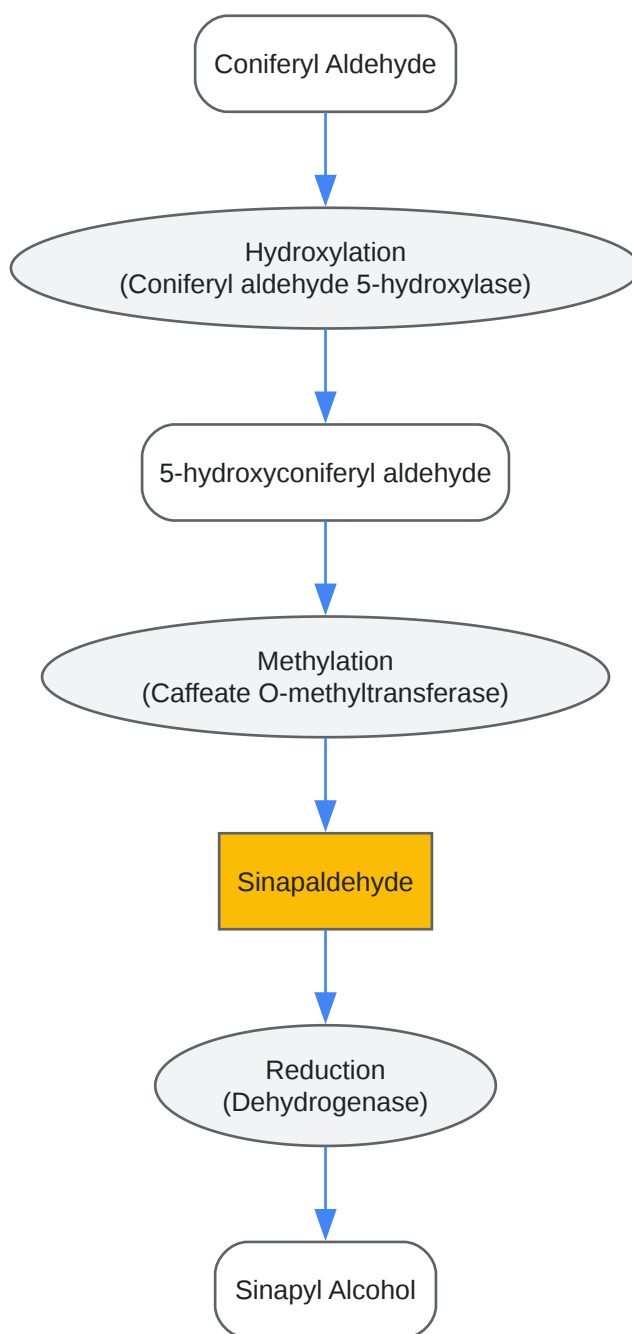 Coniferyl Aldehyde
Hydroxylation
(Coniferyl aldehyde 5-hydroxylase)
5-hydroxyconiferyl aldehyde
Methylation
(Caffeate O-methyltransferase)
Sinapaldehyde
Reduction
(Dehydrogenase)
Sinapyl Alcohol